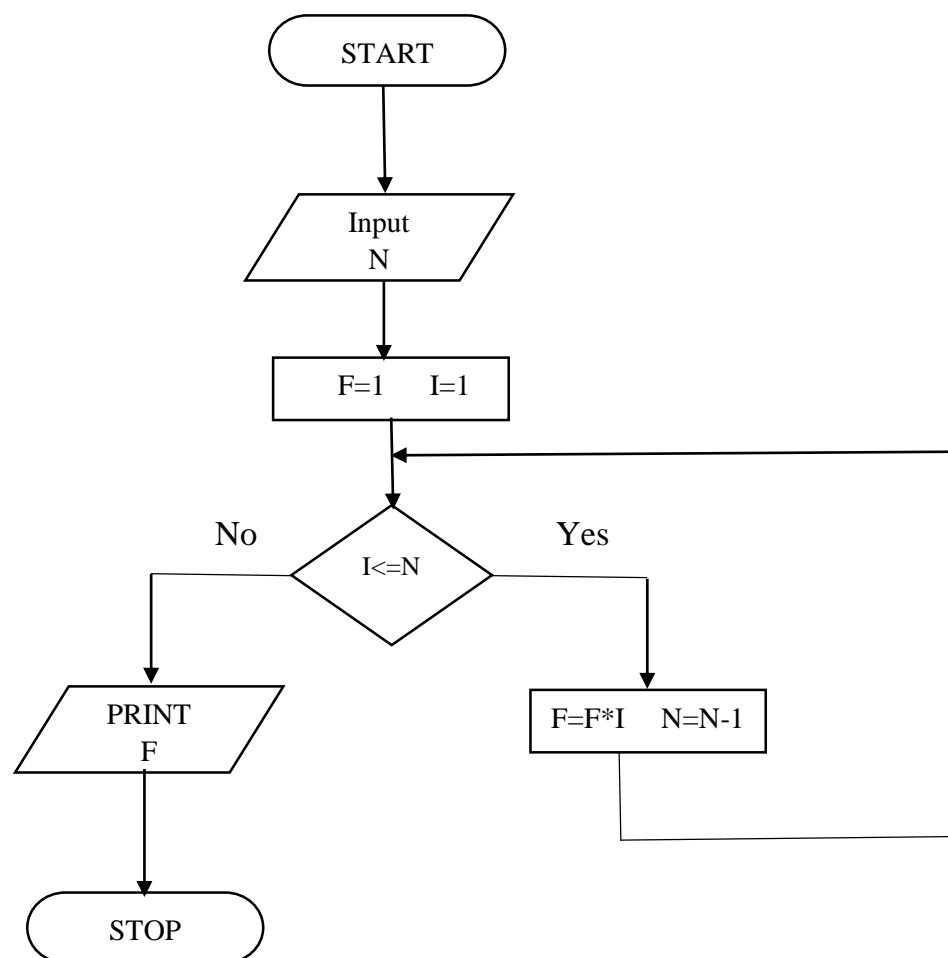 START
Input
N
F=1 I=1
No
Yes
I<=N
PRINT
F
F=F*I N=N-1
STOP